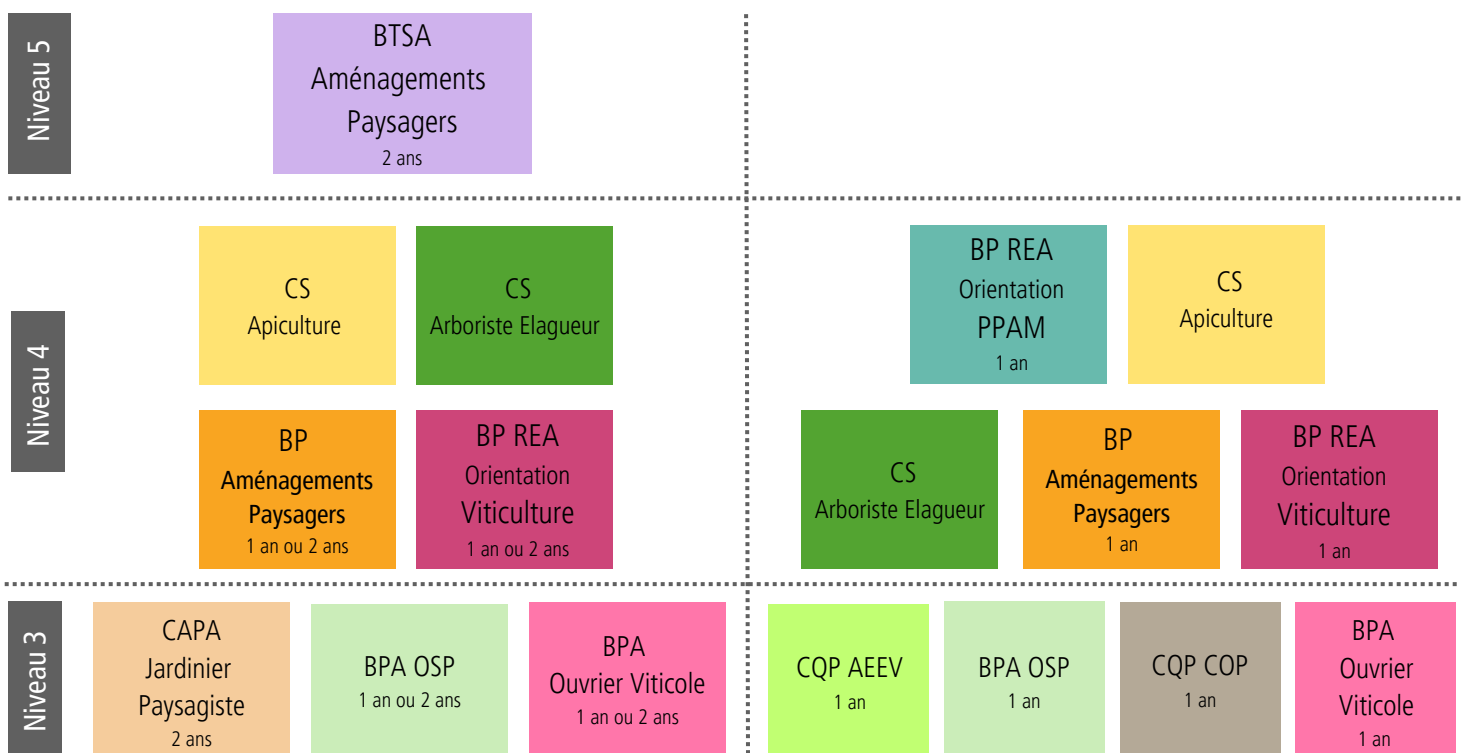 Niveau 5
BTSA
Aménagements
Paysagers
2 ans
Niveau 4
CS
Apiculture
CS
Arboriste Elagueur
BP REA
Orientation
PPAM
1 an
CS
Apiculture
BP
Aménagements
Paysagers
1 an ou 2 ans
BP REA
Orientation
Viticulture
1 an ou 2 ans
CS
Arboriste Elagueur
BP
Aménagements
Paysagers
1 an
BP REA
Orientation
Viticulture
1 an
Niveau 3
CAPA
Jardinier
Paysagiste
2 ans
BPA OSP
1 an ou 2 ans
BPA
Ouvrier Viticole
1 an ou 2 ans
CQP AEEV
1 an
BPA OSP
1 an
CQP COP
1 an
BPA
Ouvrier
Viticole
1 an